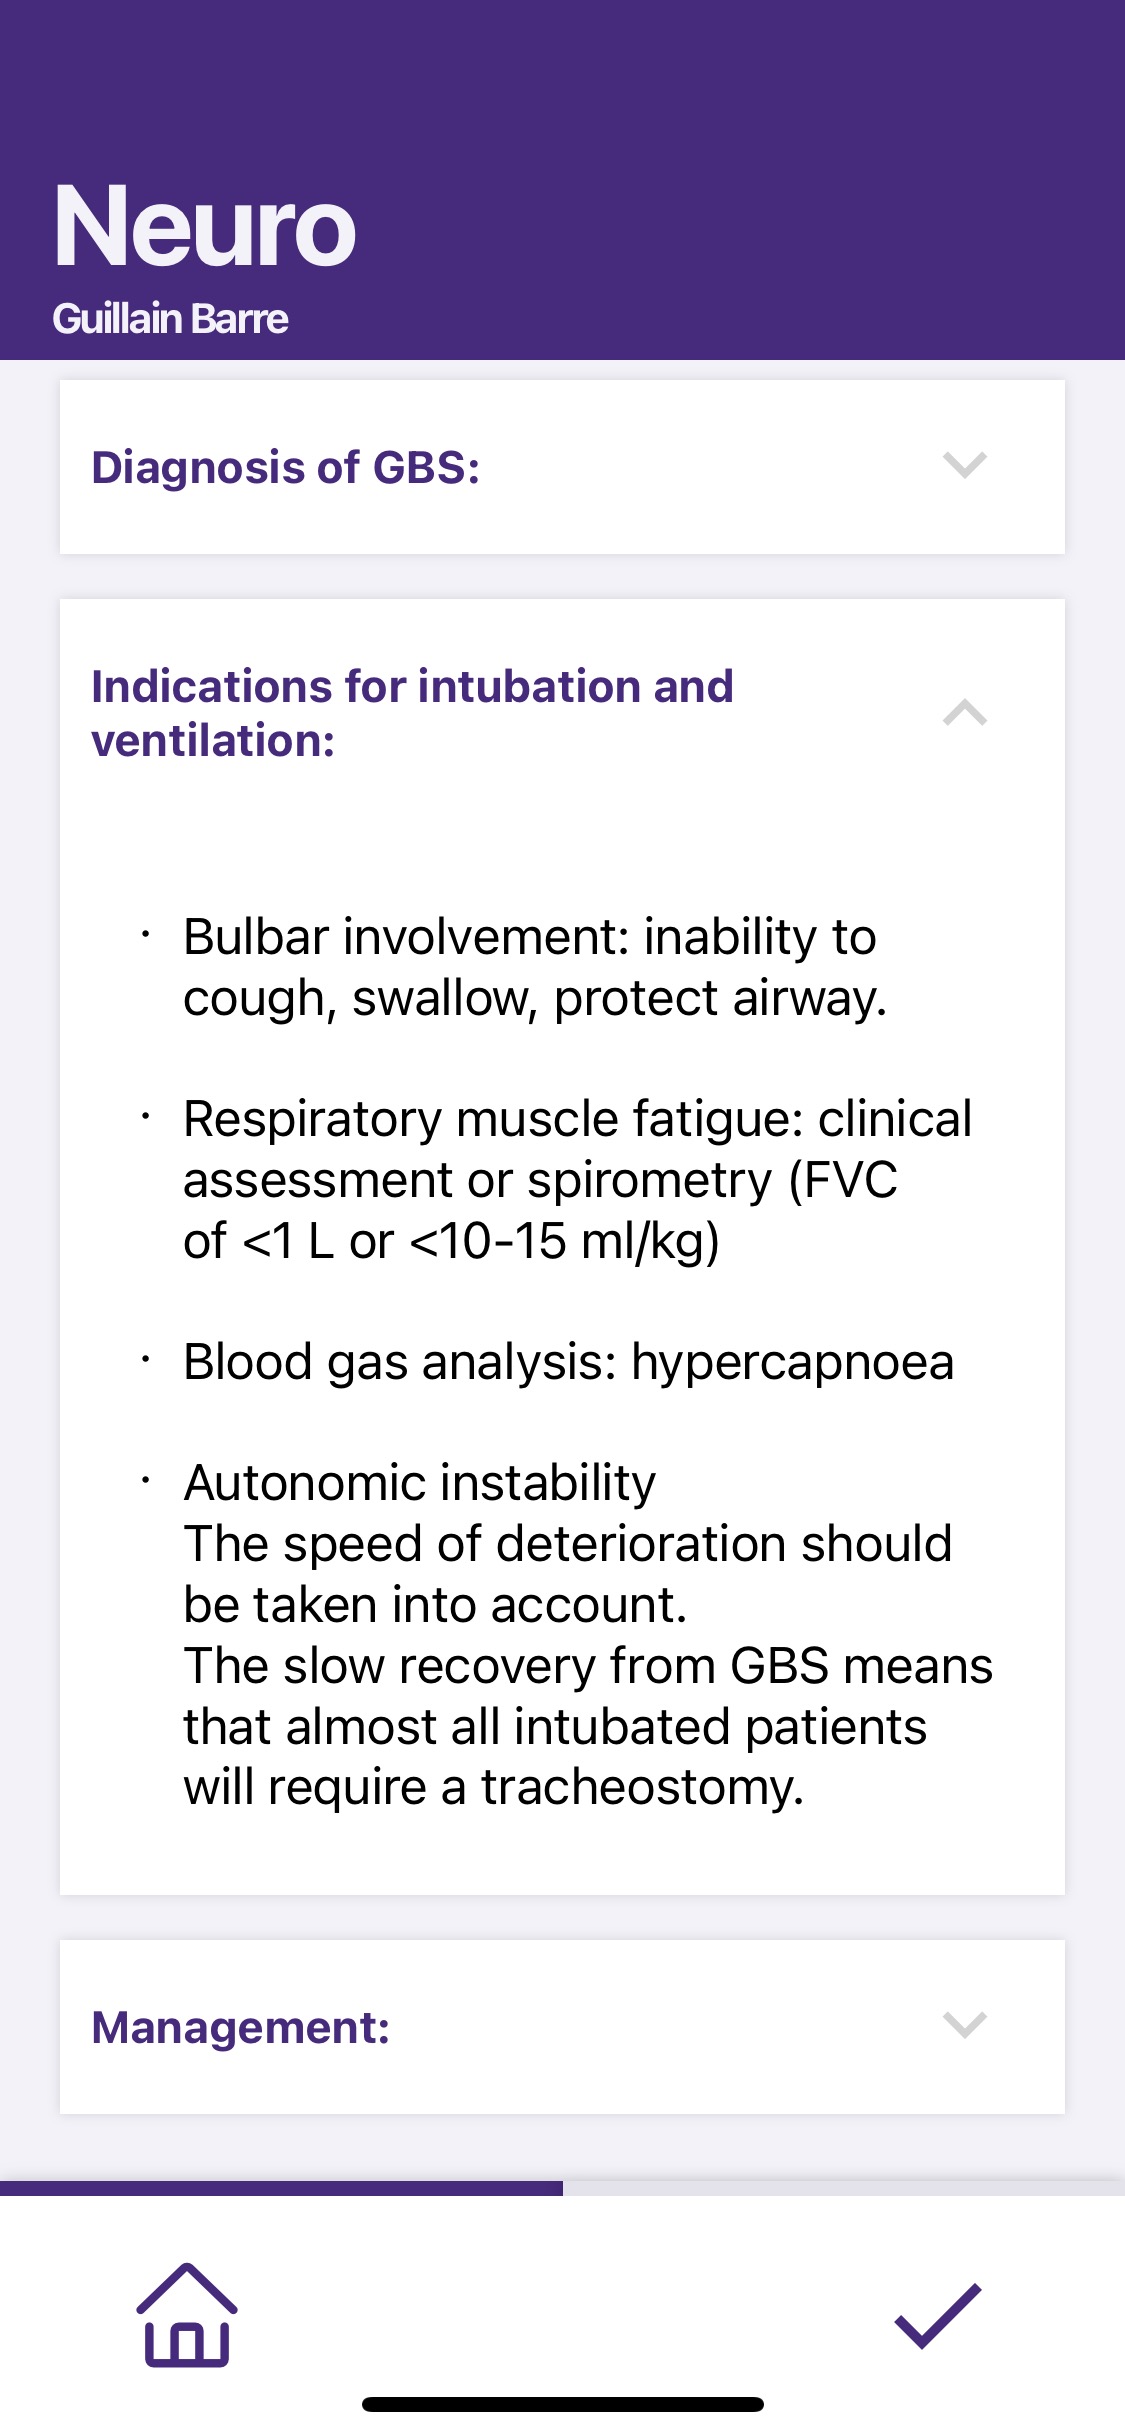 Neuro
Guillain Barre
Diagnosis of GBS:
Indications for intubation and
ventilation:
· Bulbar involvement: inability to
cough, swallow, protect airway.
· Respiratory muscle fatigue: clinical
assessment or spirometry (FVC
of <1 L or <10-15 ml/kg)
· Blood gas analysis: hypercapnoea
· Autonomic instability
The speed of deterioration should
be taken into account.
The slow recovery from GBS means
that almost all intubated patients
will require a tracheostomy.
Management: